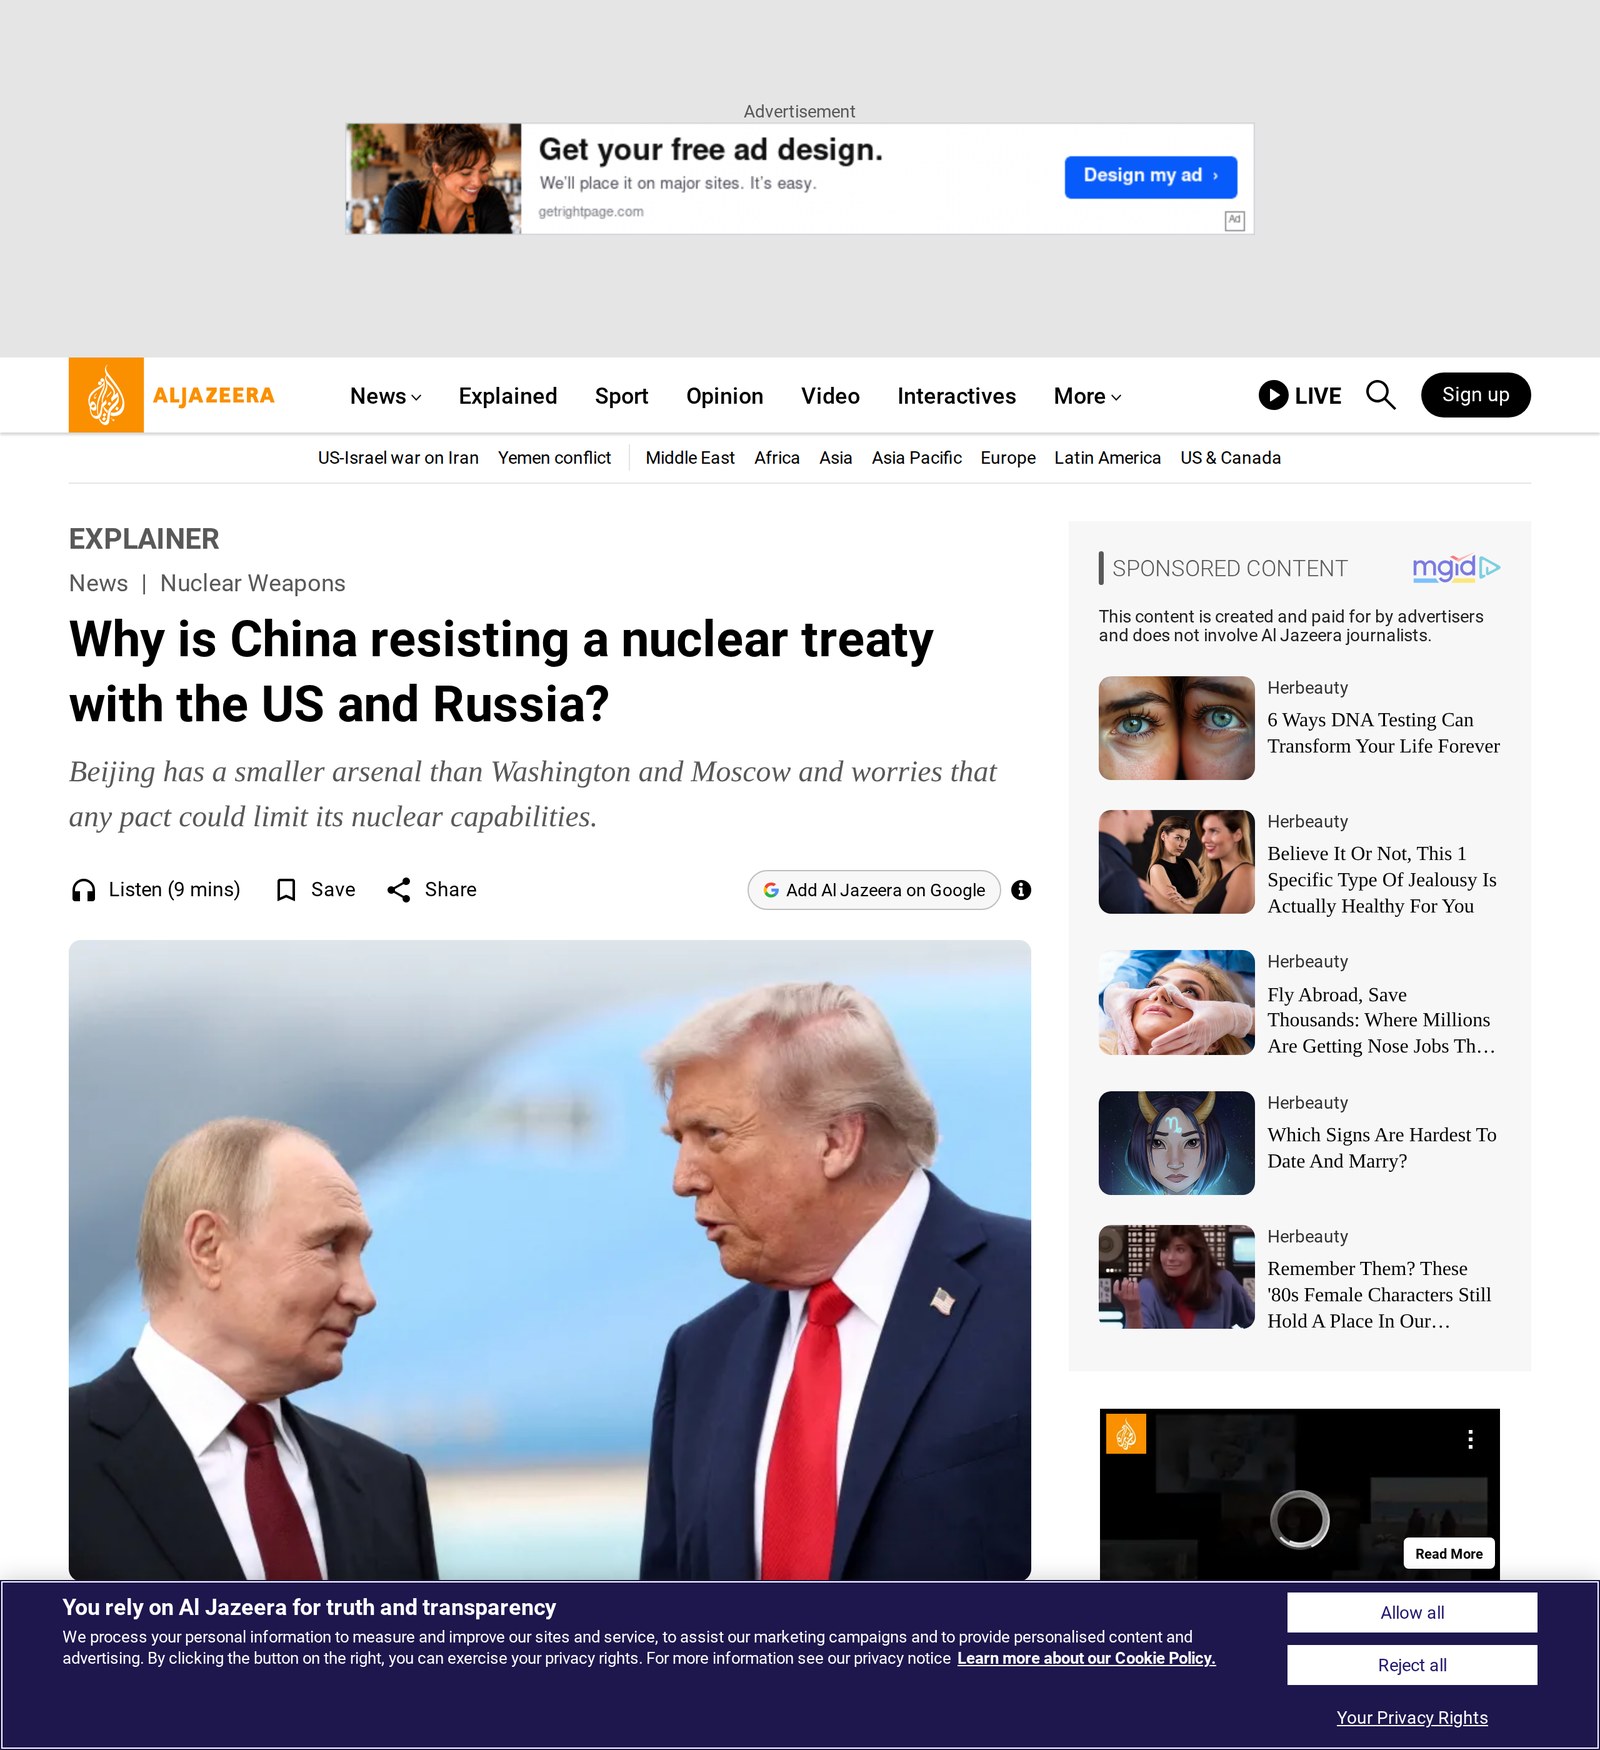 Advertisement
Get your free ad design.
We'll place it on major sites. It's easy.
getrightpage.com
Design my ad ›
Ad
ALJAZEERA
News
Explained
Sport
Opinion
Video
Interactives
More
LIVE
Sign up
US-Israel war on Iran
Yemen conflict
Middle East
Africa
Asia
Asia Pacific
Europe
Latin America
US & Canada
EXPLAINER
News | Nuclear Weapons
Why is China resisting a nuclear treaty
with the US and Russia?
Beijing has a smaller arsenal than Washington and Moscow and worries that
any pact could limit its nuclear capabilities.
Listen (9 mins)
Save
Share
Add Al Jazeera on Google
SPONSORED CONTENT
mgid
This content is created and paid for by advertisers
and does not involve Al Jazeera journalists.
Herbeauty
6 Ways DNA Testing Can
Transform Your Life Forever
Herbeauty
Believe It Or Not, This 1
Specific Type Of Jealousy Is
Actually Healthy For You
Herbeauty
Fly Abroad, Save
Thousands: Where Millions
Are Getting Nose Jobs Th…
Herbeauty
Which Signs Are Hardest To
Date And Marry?
Herbeauty
Remember Them? These
'80s Female Characters Still
Hold A Place In Our…
Read More
You rely on Al Jazeera for truth and transparency
We process your personal information to measure and improve our sites and service, to assist our marketing campaigns and to provide personalised content and
advertising. By clicking the button on the right, you can exercise your privacy rights. For more information see our privacy notice Learn more about our Cookie Policy.
Allow all
Reject all
Your Privacy Rights